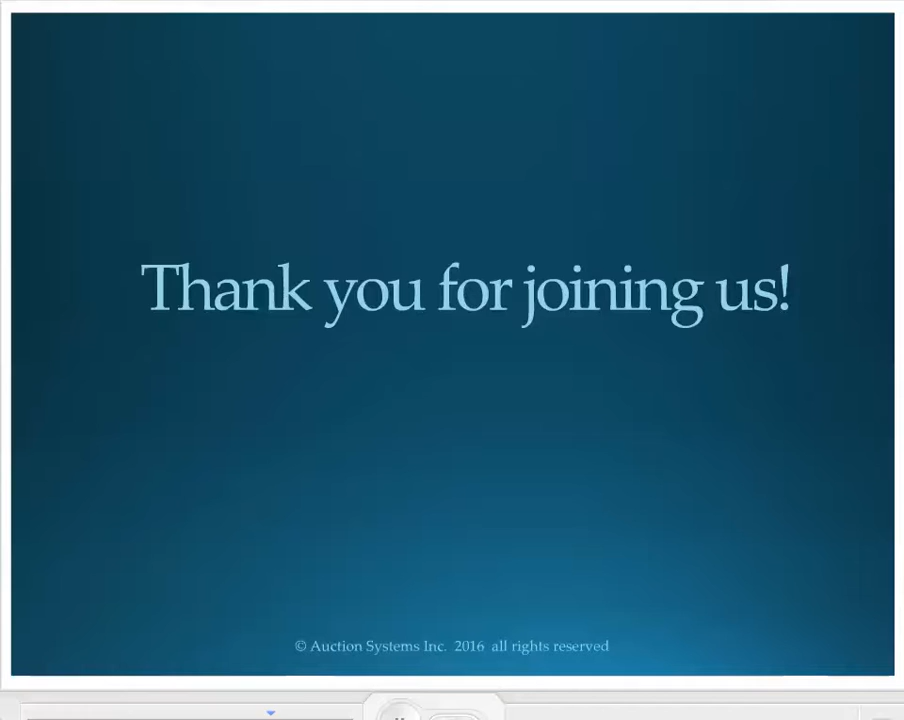 Thank you for joining us!
© Auction Systems Inc. 2016 all rights reserved